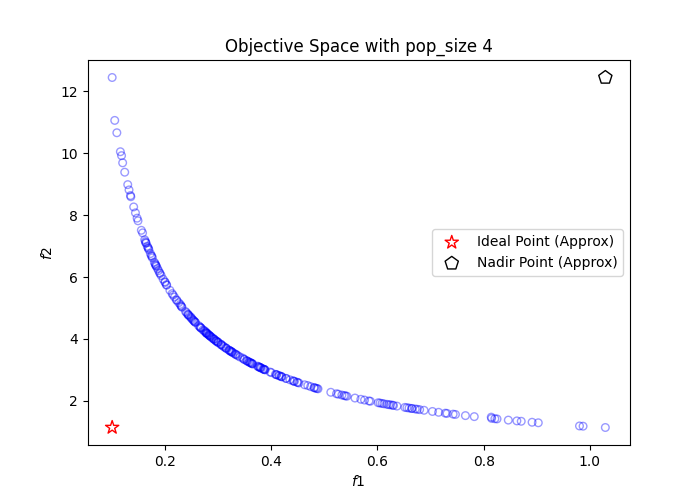 Objective Space with pop_size 4
12
10
8
6
4
2
f2
Ideal Point (Approx)
Nadir Point (Approx)
0.2
0.4
0.6
0.8
1.0
f1